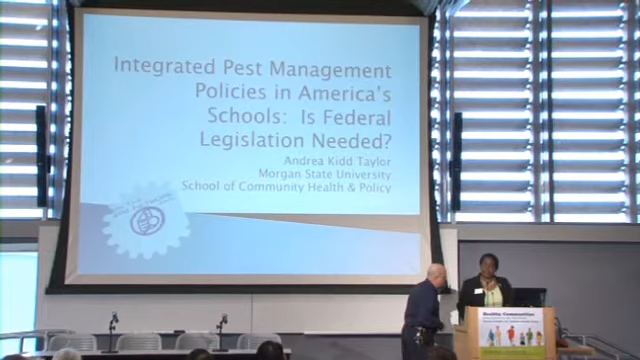 Integrated Pest Management
Policies in America's
Schools: Is Federal
Legislation Needed?
Andrea Kidd Taylor
Morgan State University
School of Community Health & Policy
Healthy Communities